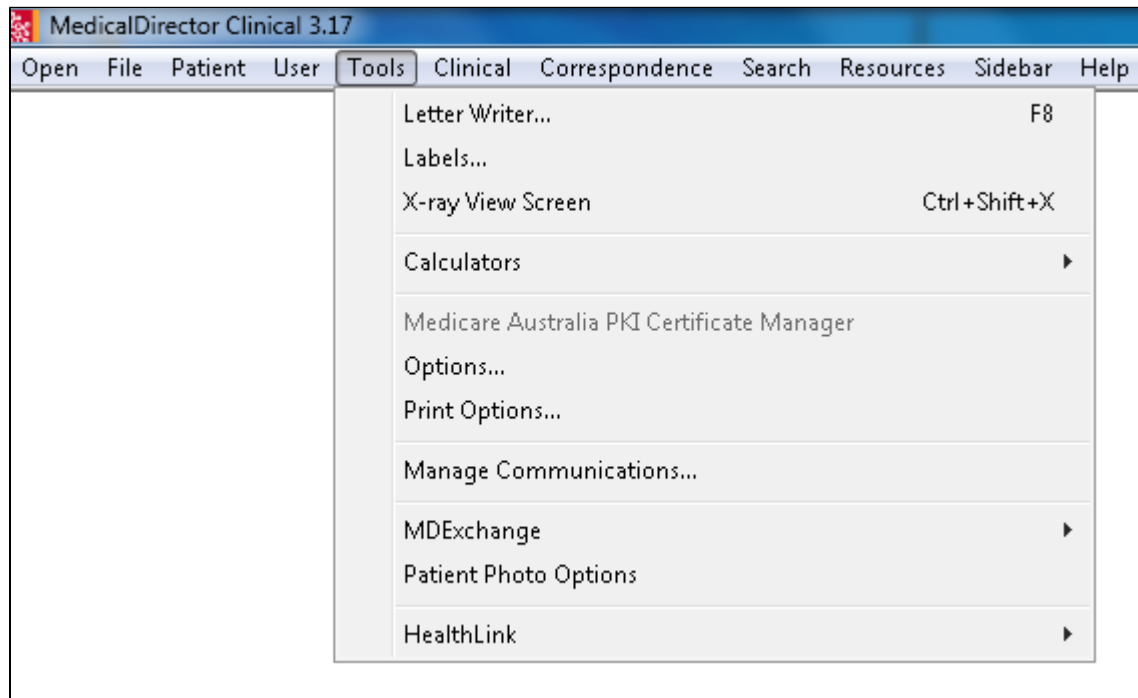 MedicalDirector Clinical 3.17
Open File Patient User Tools Clinical Correspondence Search Resources Sidebar Help
Letter Writer... F8
Labels...
X-ray View Screen Ctrl+Shift+X
Calculators
Medicare Australia PKI Certificate Manager
Options...
Print Options...
Manage Communications...
MDExchange
Patient Photo Options
HealthLink